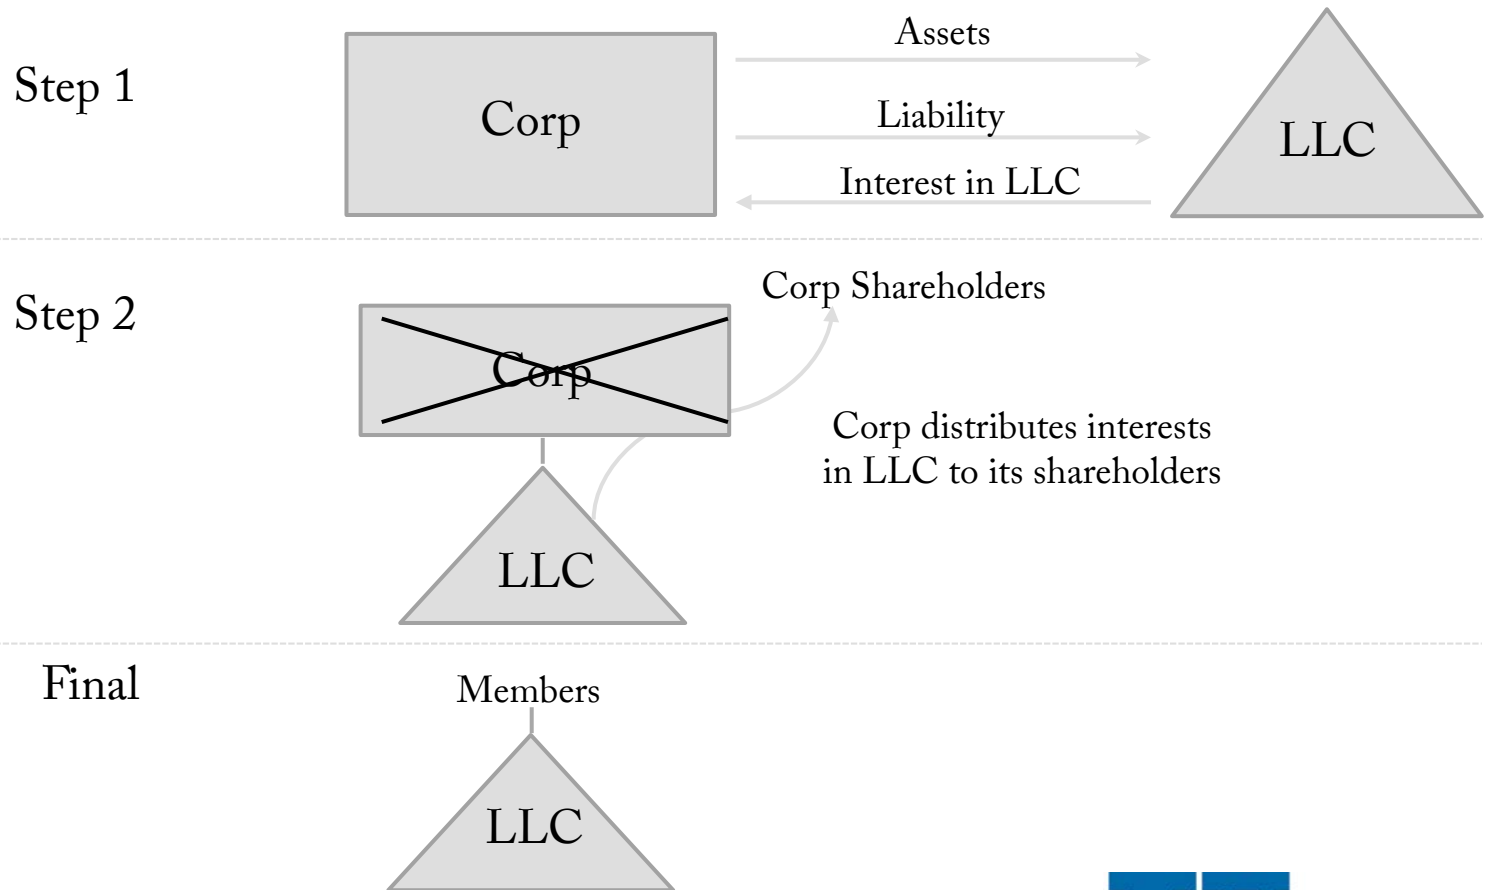 Step 1
Corp
Assets
Liability
Interest in LLC
LLC
Step 2
Corp Shareholders
Corp
Corp distributes interests
in LLC to its shareholders
LLC
Final
Members
LLC